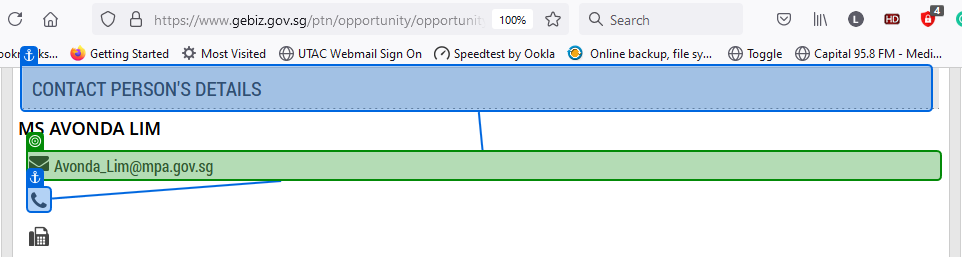 https://www.gebiz.gov.sg/ptn/opportunity/opportunity
100%
Search
L
HD
4
Getting Started
Most Visited
UTAC Webmail Sign On
Speedtest by Ookla
Online backup, file sy...
Toggle
Capital 95.8 FM - Medi...
CONTACT PERSON'S DETAILS
MS AVONDA LIM
Avonda_Lim@mpa.gov.sg